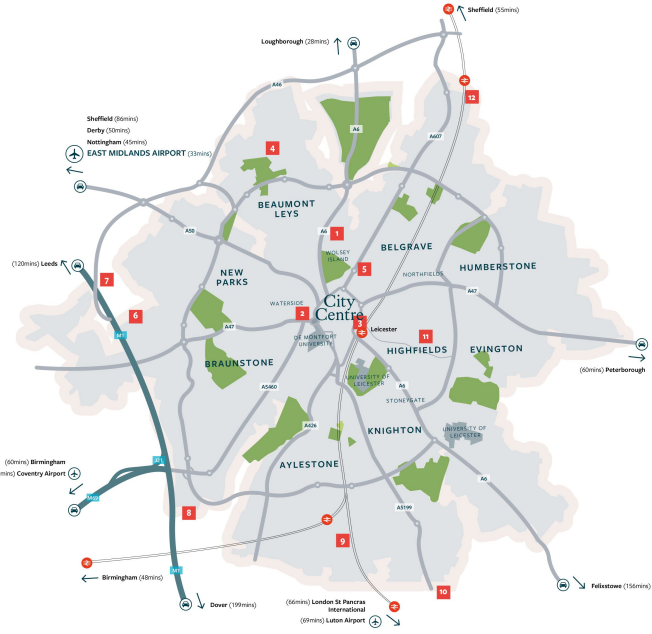 Sheffield (55mins)
Loughborough (28mins)
A46
12
Sheffield (86mins)
Derby (50mins)
Nottingham (45mins)
EAST MIDLANDS AIRPORT (33mins)
A6
A607
4
BEAUMONT
LEYS
A50
A6
1
BELGRAVE
WOLSEY
ISLAND
(120mins) Leeds
NEW
PARKS
5
NORTHFIELDS
HUMBERSTONE
7
A47
WATERSIDE
City
Centre
6
2
3
Leicester
M1
A47
DE MONTFORT
UNIVERSITY
11
HIGHFIELDS
EVINGTON
BRAUNSTONE
(60mins) Peterborough
UNIVERSITY OF
LEICESTER
A5460
A6
STONEYGATE
A426
KNIGHTON
UNIVERSITY OF
LEICESTER
(60mins) Birmingham
J21
AYLESTONE
mins) Coventry Airport
A6
M69
A5199
8
9
M1
Birmingham (48mins)
Felixstowe (156mins)
10
Dover (199mins)
(66mins) London St Pancras
International
(69mins) Luton Airport